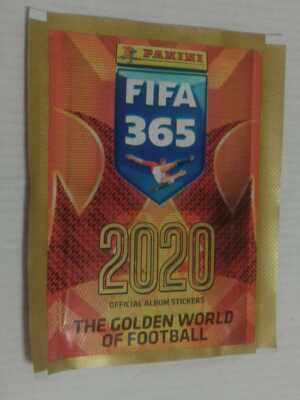 PANINI
FIFA
365
2020
OFFICIAL ALBUM STICKERS
THE GOLDEN WORLD
OF FOOTBALL